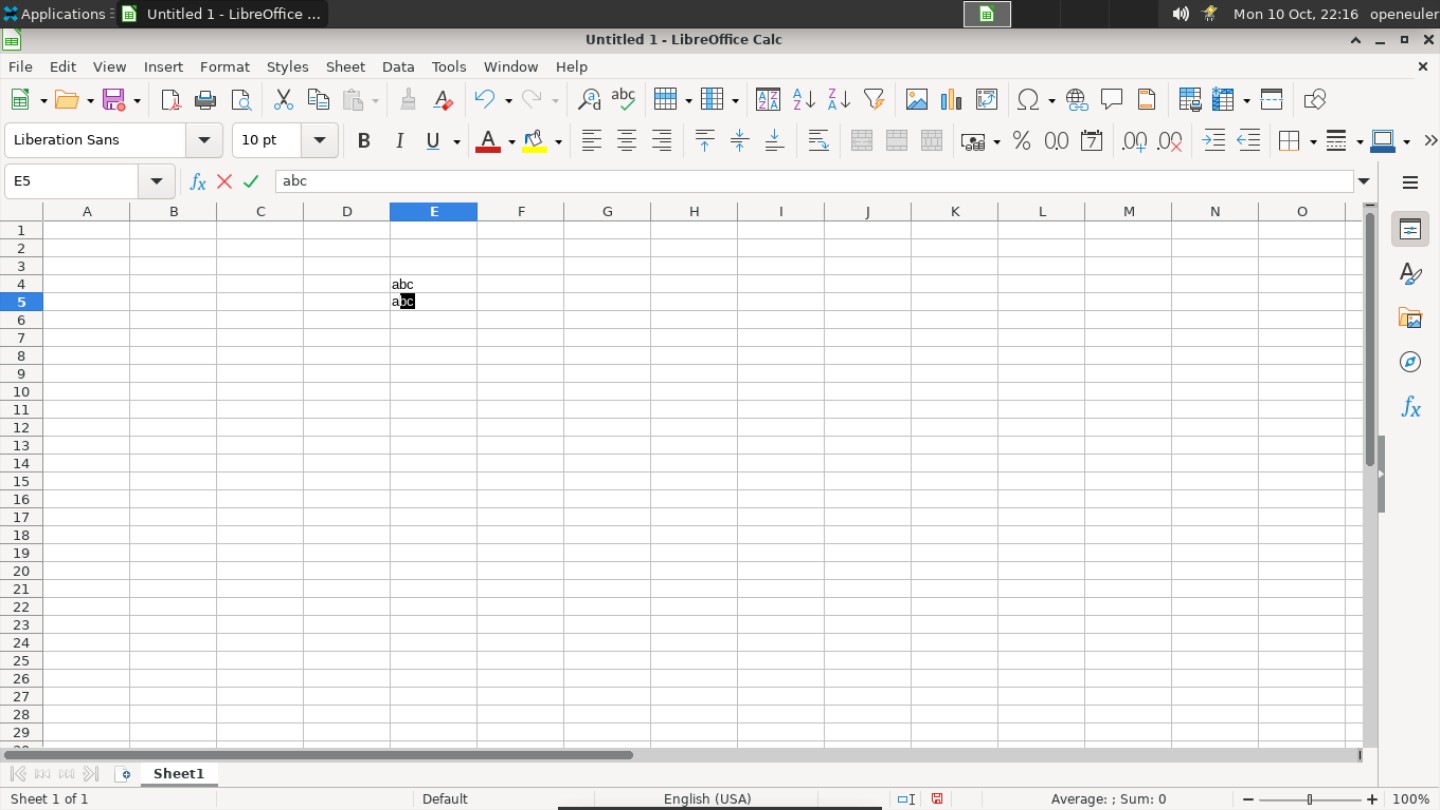 Applications
Untitled 1 - LibreOffice ...
Mon 10 Oct, 22:16
openeuler
Untitled 1 - LibreOffice Calc
File Edit View Insert Format Styles Sheet Data Tools Window Help
Liberation Sans
10 pt
E5
abc
A B C D E F G H I J K L M N O
1
2
3
4 abc
5 abc
6
7
8
9
10
11
12
13
14
15
16
17
18
19
20
21
22
23
24
25
26
27
28
29
Sheet1
Sheet 1 of 1
Default
English (USA)
Average: ; Sum: 0
100%